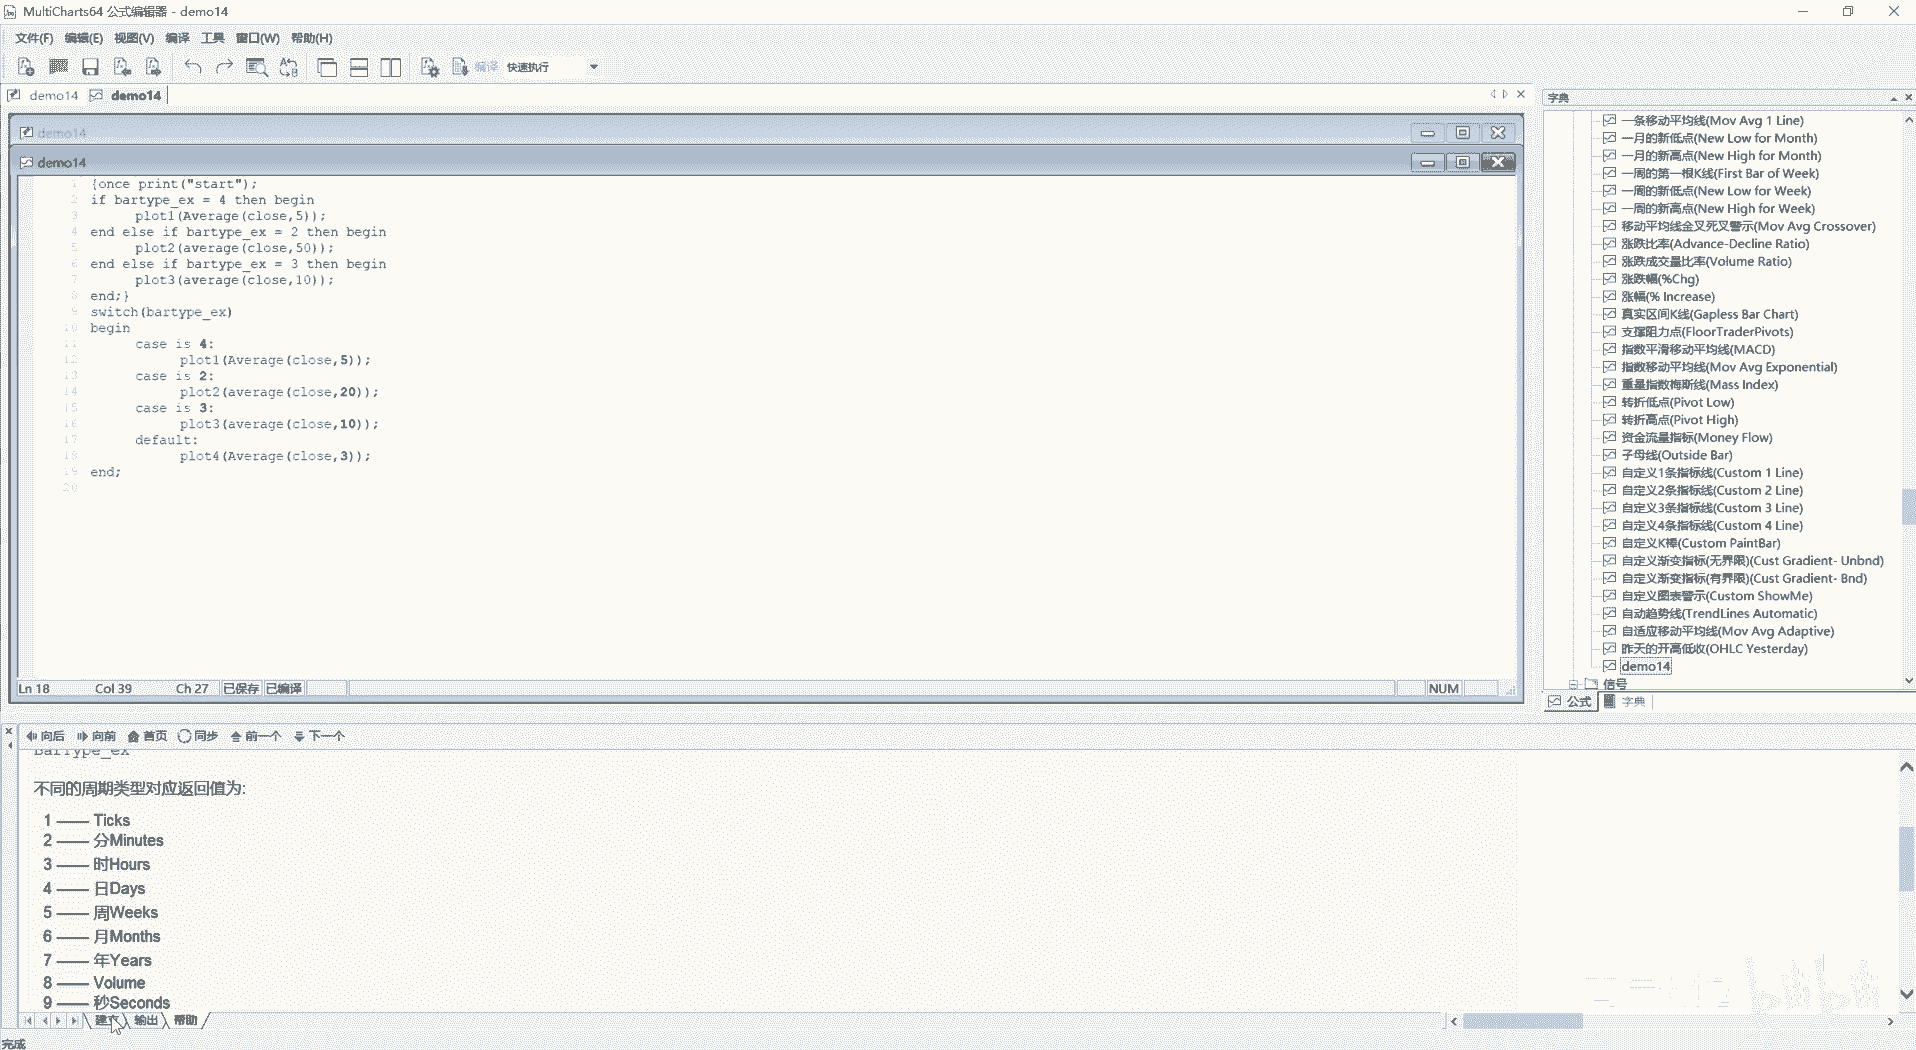 MultiCharts64 公式编辑器 - demo14
文件(F) 编辑(E) 视图(V) 编译 工具 窗口(W) 帮助(H)
编译 快速执行
demo14 demo14
字典
demo14
demo14
1 {once print("start");
2 if bartype_ex = 4 then begin
3 plot1(Average(close,5));
4 end else if bartype_ex = 2 then begin
5 plot2(average(close,50));
6 end else if bartype_ex = 3 then begin
7 plot3(average(close,10));
8 end;}
9 switch(bartype_ex)
10 begin
11 case is 4:
12 plot1(Average(close,5));
13 case is 2:
14 plot2(average(close,20));
15 case is 3:
16 plot3(average(close,10));
17 default:
18 plot4(Average(close,3));
19 end;
20
Ln 18 Col 39 Ch 27 已保存 已编译 NUM
一条移动平均线(Mov Avg 1 Line)
一月的新低点(New Low for Month)
一月的新高点(New High for Month)
一周的第一根K线(First Bar of Week)
一周的新低点(New Low for Week)
一周的新高点(New High for Week)
移动平均线金叉死叉警示(Mov Avg Crossover)
涨跌比率(Advance-Decline Ratio)
涨跌成交量比率(Volume Ratio)
涨跌幅(%Chg)
涨幅(% Increase)
真实区间K线(Gapless Bar Chart)
支撑阻力点(FloorTraderPivots)
指数平滑移动平均线(MACD)
指数移动平均线(Mov Avg Exponential)
重量指数梅斯线(Mass Index)
转折低点(Pivot Low)
转折高点(Pivot High)
资金流量指标(Money Flow)
子母线(Outside Bar)
自定义1条指标线(Custom 1 Line)
自定义2条指标线(Custom 2 Line)
自定义3条指标线(Custom 3 Line)
自定义4条指标线(Custom 4 Line)
自定义K棒(Custom PaintBar)
自定义渐变指标(无界限)(Cust Gradient- Unbnd)
自定义渐变指标(有界限)(Cust Gradient- Bnd)
自定义图表警示(Custom ShowMe)
自动趋势线(TrendLines Automatic)
自适应移动平均线(Mov Avg Adaptive)
昨天的开高低收(OHLC Yesterday)
demo14
信号
公式 字典
向后 向前 首页 同步 前一个 下一个
Bartype_ex
不同的周期类型对应返回值为:
1 —— Ticks
2 —— 分Minutes
3 —— 时Hours
4 —— 日Days
5 —— 周Weeks
6 —— 月Months
7 —— 年Years
8 —— Volume
9 —— 秒Seconds
建立 输出 帮助
完成